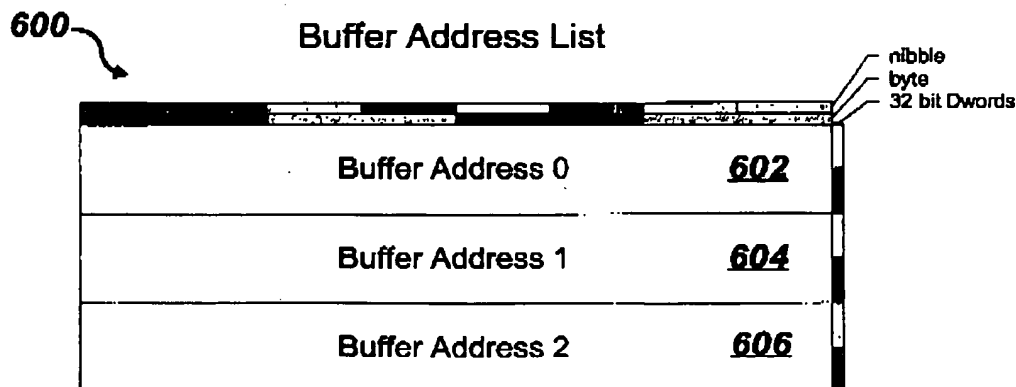 600
Buffer Address List
nibble
byte
32 bit Dwords
Buffer Address 0 602
Buffer Address 1 604
Buffer Address 2 606